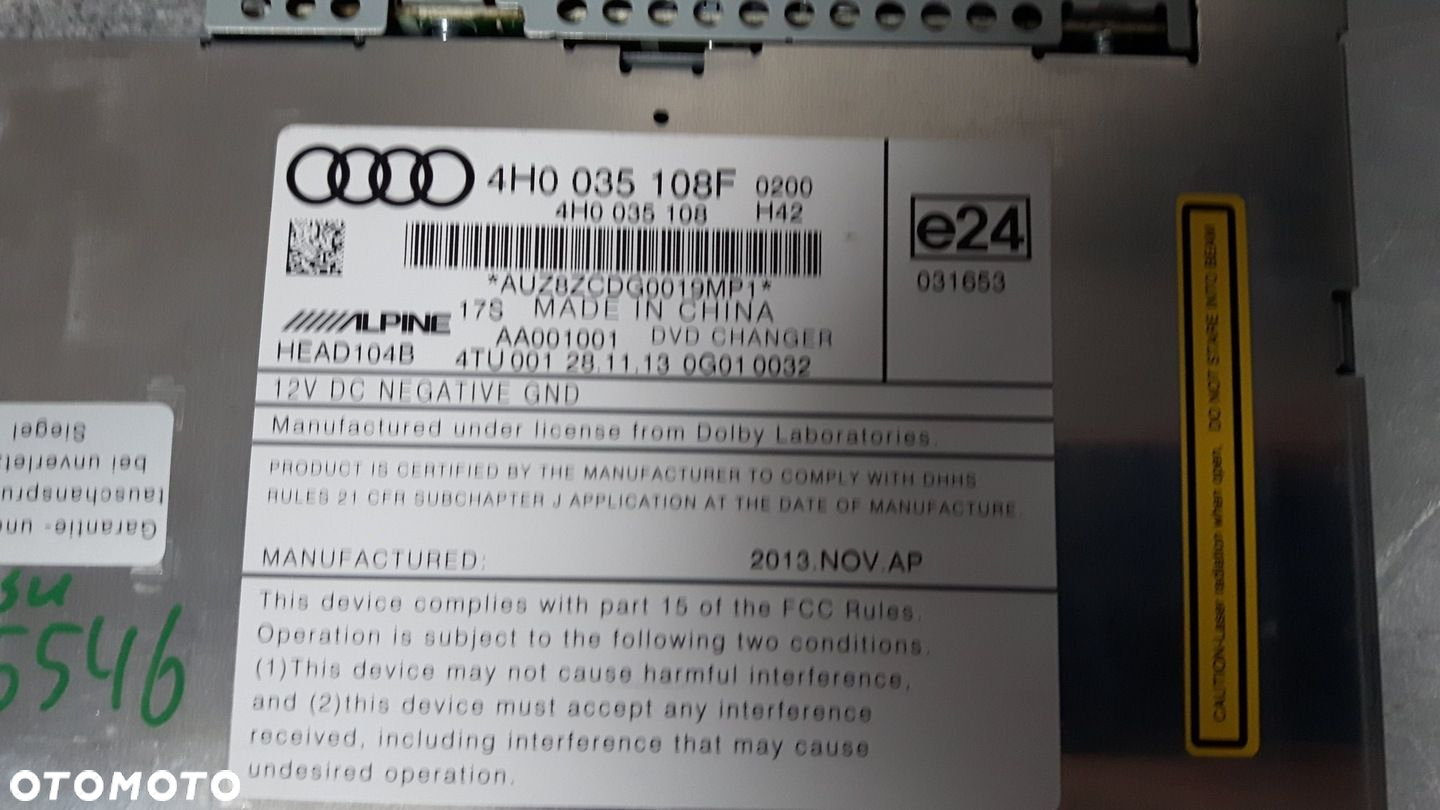 4H0 035 108F 0200
4H0 035 108 H42
*AUZ8ZCDG0019MP1*
17S MADE IN CHINA
ALPINE
AA001001 DVD CHANGER
HEAD104B 4TU 001 28.11.13 0G01 0032
e24
031653
12V DC NEGATIVE GND
Manufactured under license from Dolby Laboratories.
PRODUCT IS CERTIFIED BY THE MANUFACTURER TO COMPLY WITH DHHS
RULES 21 CFR SUBCHAPTER J APPLICATION AT THE DATE OF MANUFACTURE.
MANUFACTURED: 2013.NOV.AP
This device complies with part 15 of the FCC Rules.
Operation is subject to the following two conditions.
(1)This device may not cause harmful interference,
and (2)this device must accept any interference
received, including interference that may cause
undesired operation.
CAUTION-Laser radiation when open. DO NOT STARE INTO BEAM
Garantie- un
tauschanspru
bei unverletz
Siegel
5546
OTOMOTO